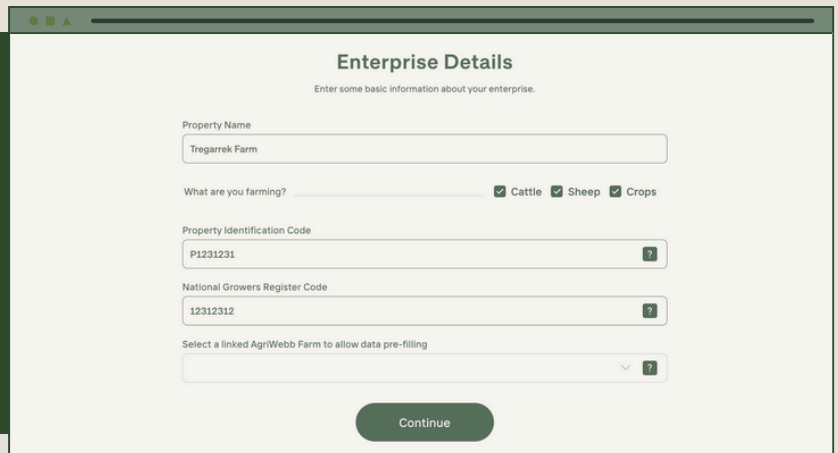 Enterprise Details
Enter some basic information about your enterprise.
Property Name
Tregarrek Farm
What are you farming? Cattle Sheep Crops
Property Identification Code
P1231231 ?
National Growers Register Code
12312312 ?
Select a linked AgriWebb Farm to allow data pre-filling
?
Continue